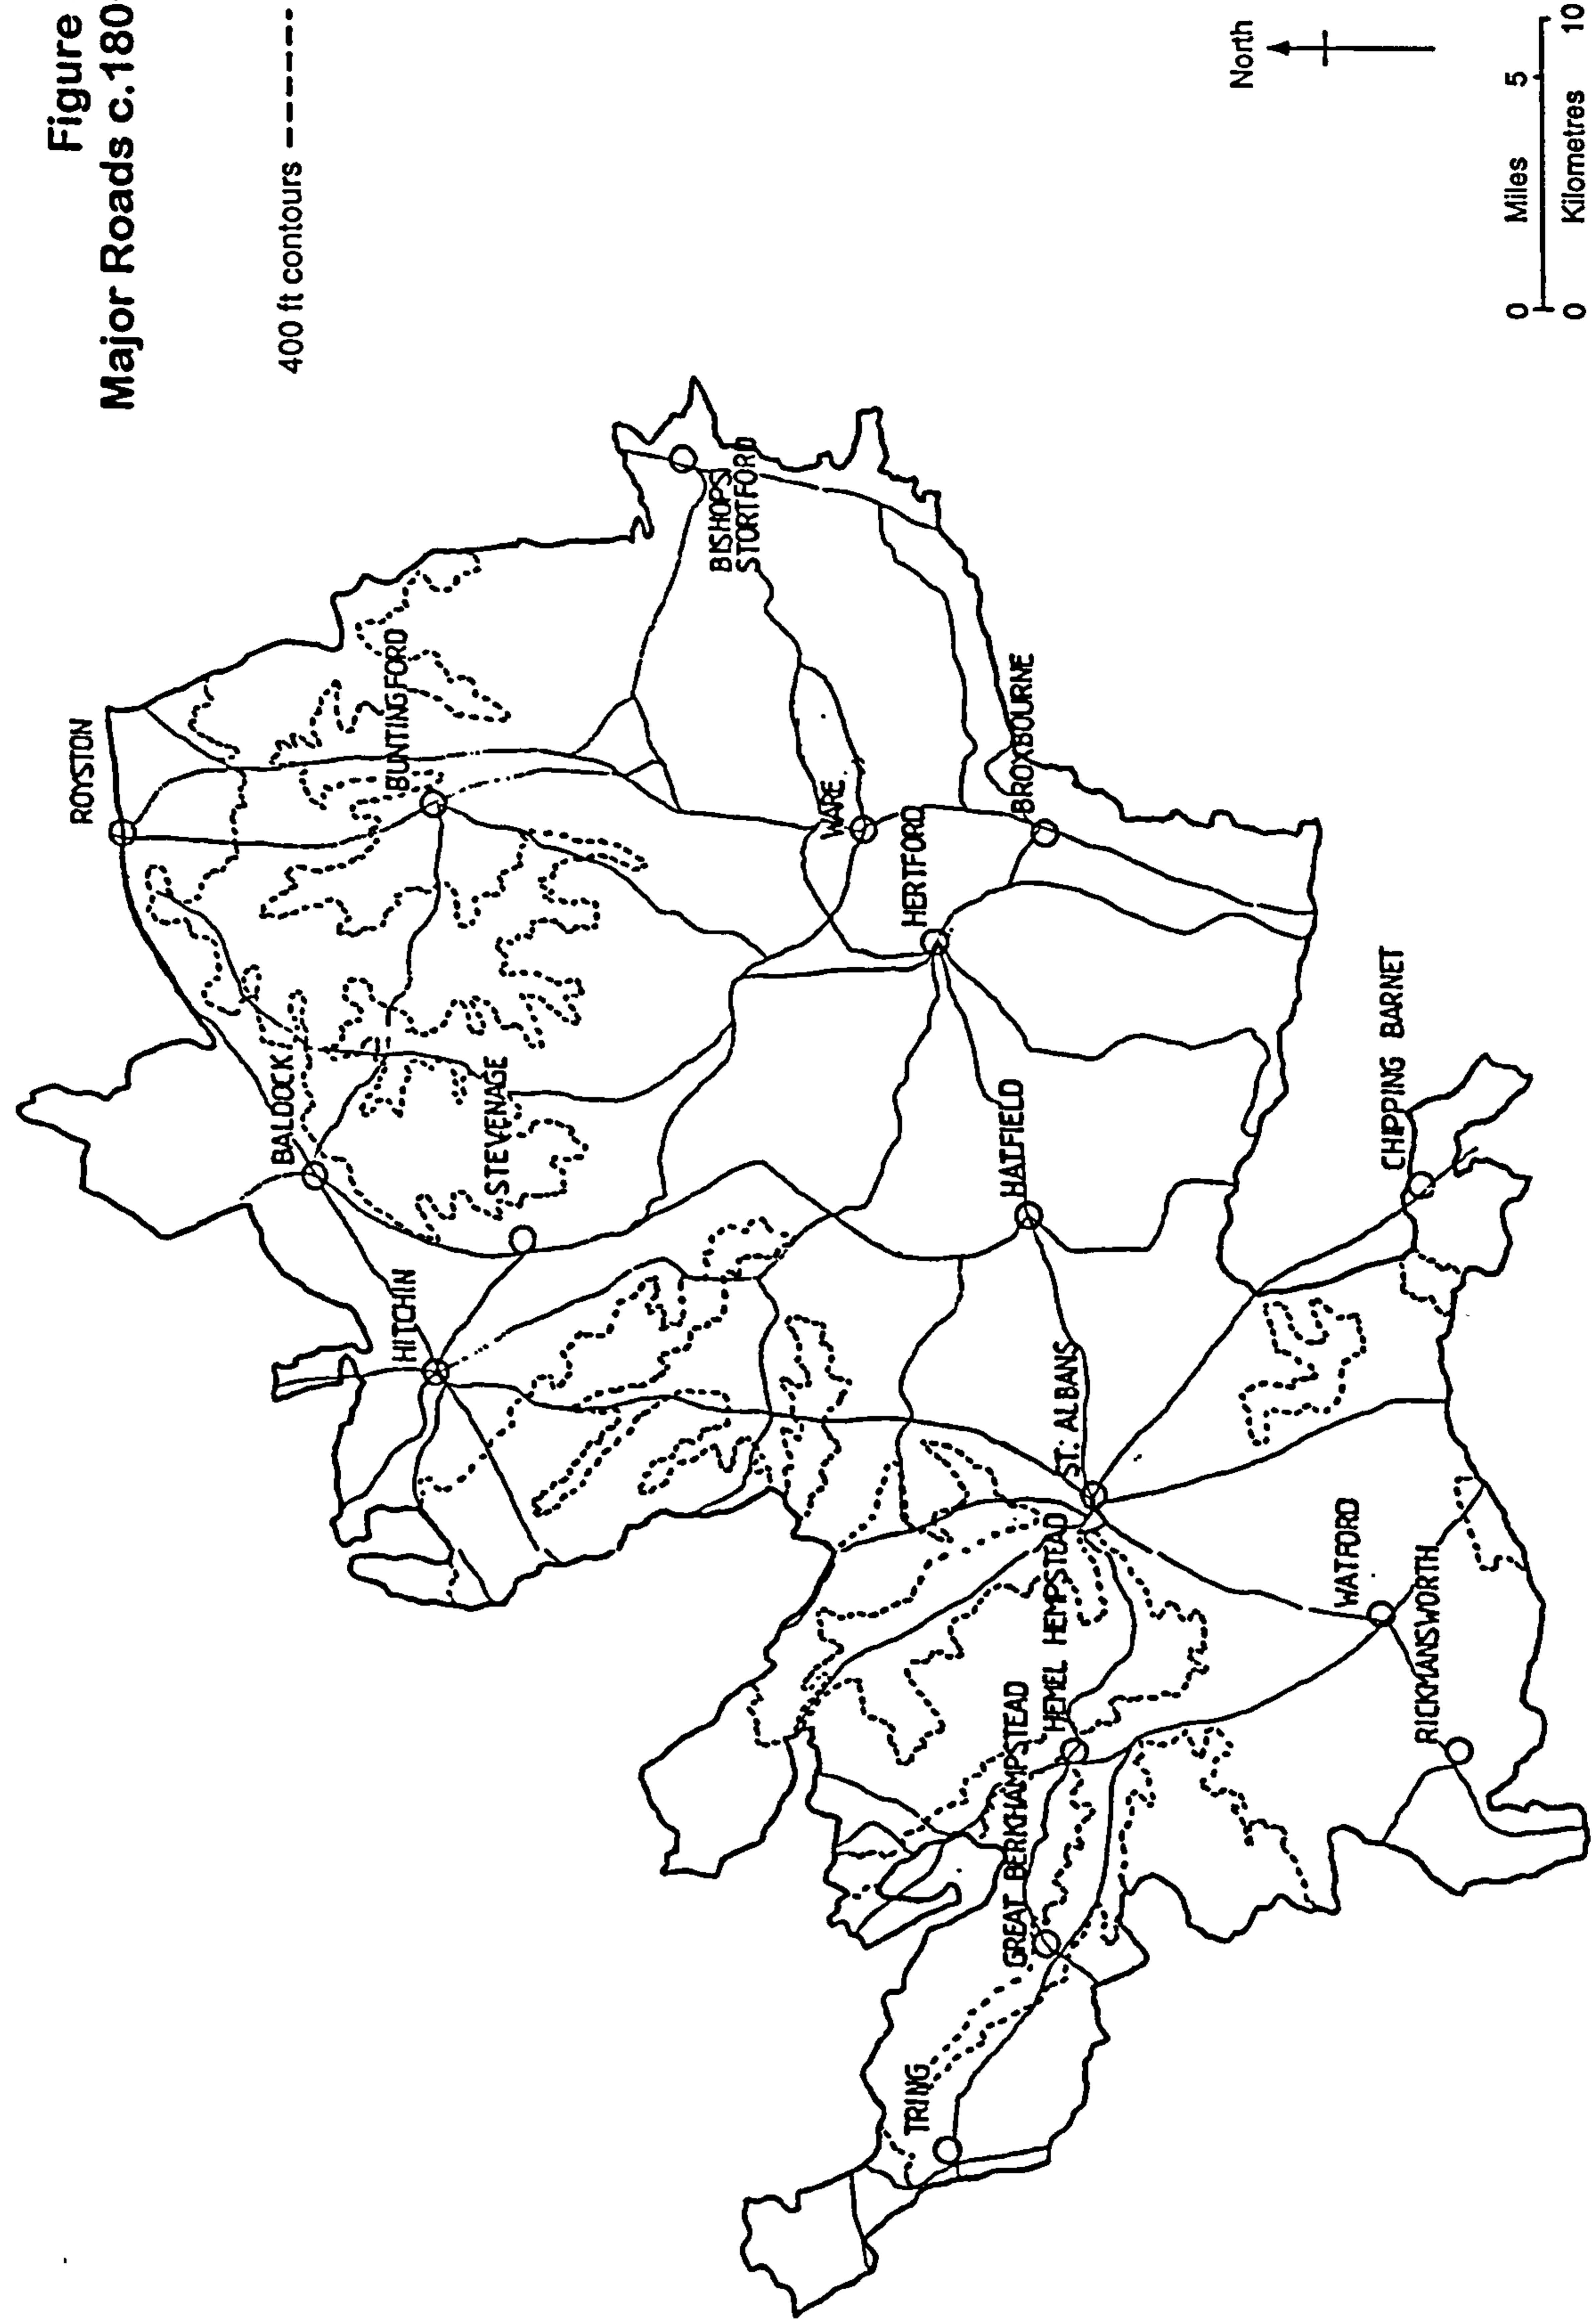 Figure
Major Roads c.180
400 ft contours
ROYSTON
BUNTINGFORD
BALDOCK
STEVENAGE
HITCHIN
BISHOPS
STORTFORD
WARE
HERTFORD
BROXBOURNE
HATFIELD
ST. ALBANS
CHIPPING BARNET
HEMEL HEMPSTEAD
GREAT BERKHAMPSTEAD
TRING
WATFORD
RICKMANSWORTH
North
0 Miles 5
0 Kilometres 10